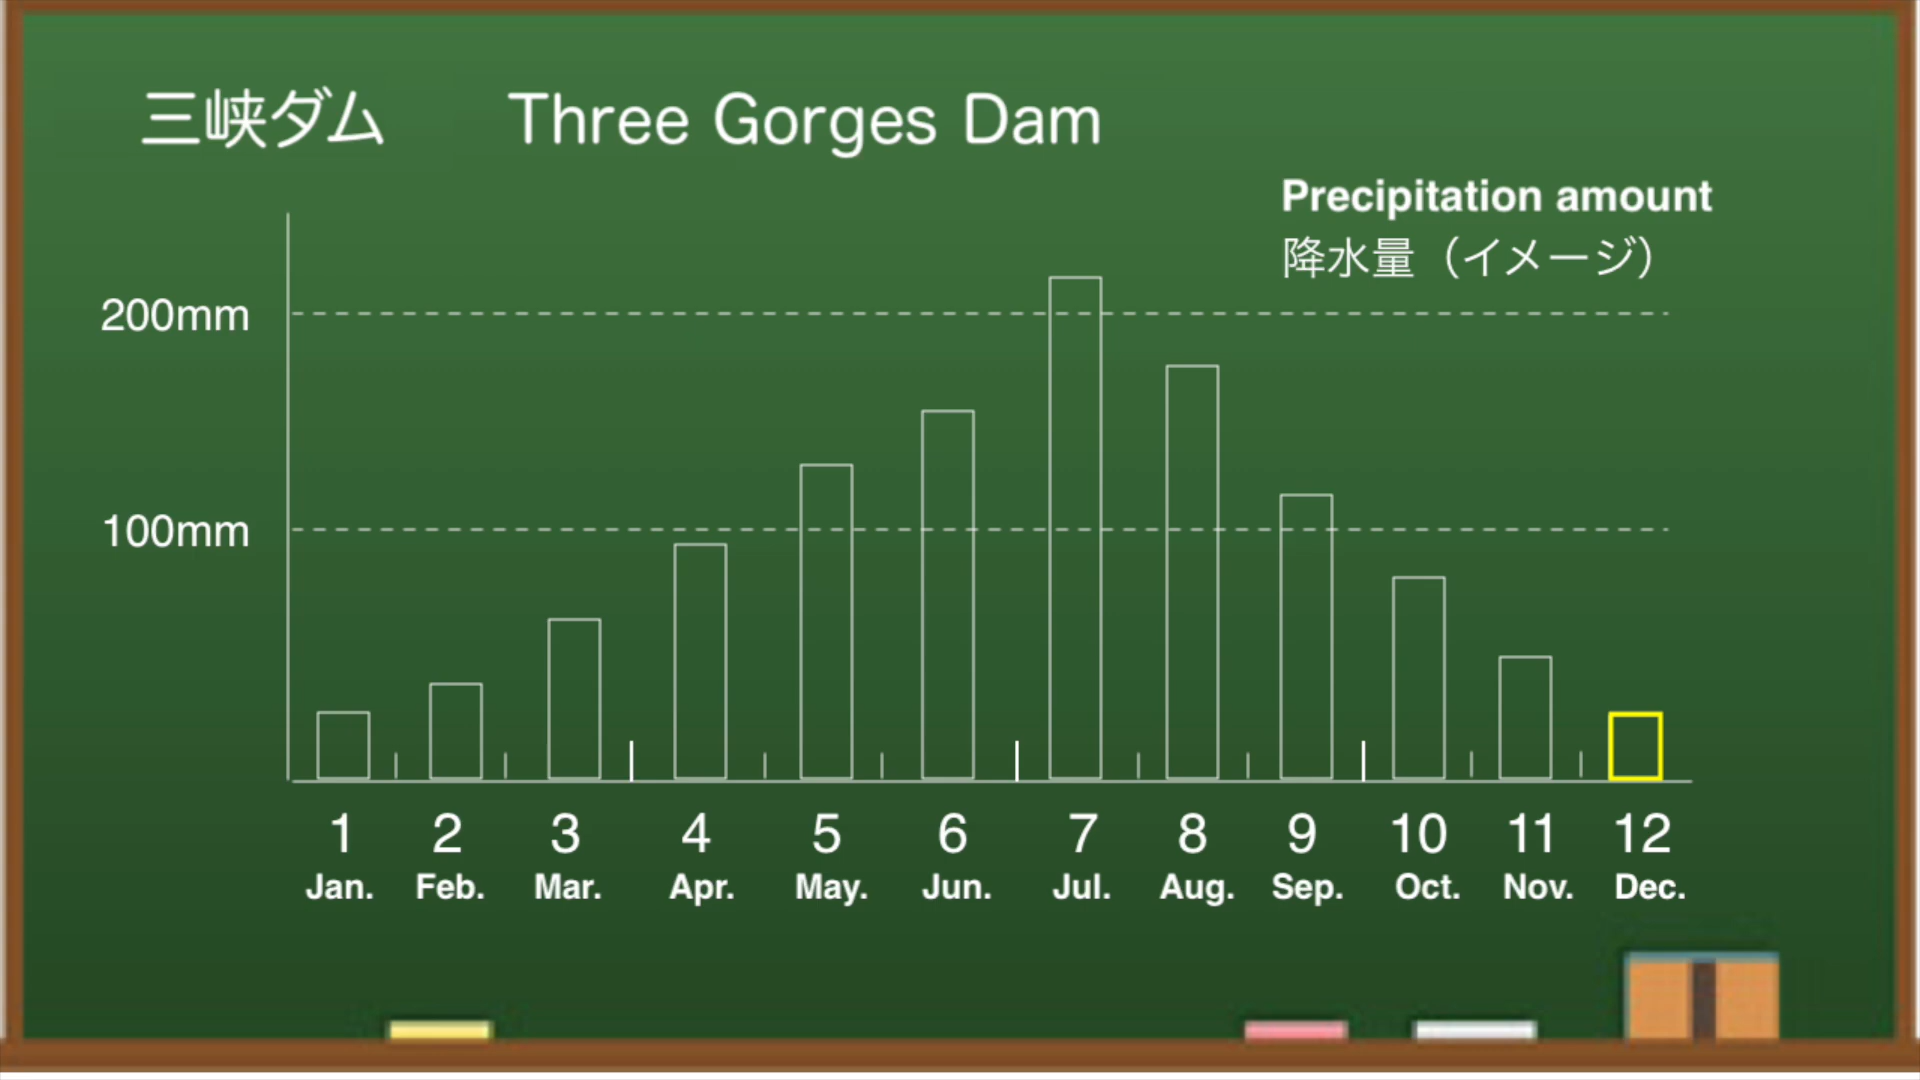 三峡ダム Three Gorges Dam
Precipitation amount
降水量（イメージ）
200mm
100mm
1 2 3 4 5 6 7 8 9 10 11 12
Jan. Feb. Mar. Apr. May. Jun. Jul. Aug. Sep. Oct. Nov. Dec.